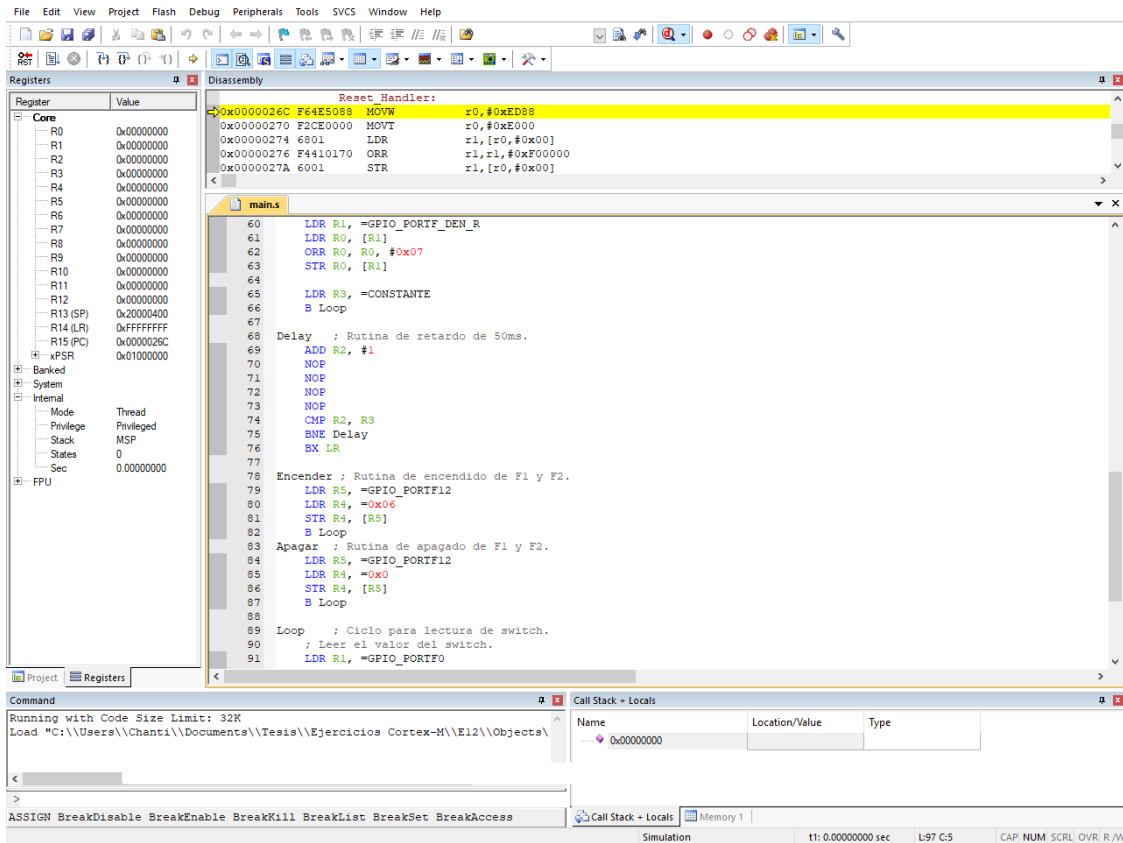 File Edit View Project Flash Debug Peripherals Tools SVCS Window Help
RST
Registers
Register Value
Core
R0 0x00000000
R1 0x00000000
R2 0x00000000
R3 0x00000000
R4 0x00000000
R5 0x00000000
R6 0x00000000
R7 0x00000000
R8 0x00000000
R9 0x00000000
R10 0x00000000
R11 0x00000000
R12 0x00000000
R13 (SP) 0x20000400
R14 (LR) 0xFFFFFFFF
R15 (PC) 0x0000026C
xPSR 0x01000000
Banked
System
Internal
Mode Thread
Privilege Privileged
Stack MSP
States 0
Sec 0.00000000
FPU
Project Registers
Disassembly
Reset_Handler:
0x0000026C F64E5088 MOVW r0,#0xED88
0x00000270 F2CE0000 MOVT r0,#0xE000
0x00000274 6801 LDR r1,[r0,#0x00]
0x00000276 F4410170 ORR r1,r1,#0xF00000
0x0000027A 6001 STR r1,[r0,#0x00]
main.s
60 LDR R1, =GPIO_PORTF_DEN_R
61 LDR R0, [R1]
62 ORR R0, R0, #0x07
63 STR R0, [R1]
64
65 LDR R3, =CONSTANTE
66 B Loop
67
68 Delay ; Rutina de retardo de 50ms.
69 ADD R2, #1
70 NOP
71 NOP
72 NOP
73 NOP
74 CMP R2, R3
75 BNE Delay
76 BX LR
77
78 Encender ; Rutina de encendido de F1 y F2.
79 LDR R5, =GPIO_PORTF12
80 LDR R4, =0x06
81 STR R4, [R5]
82 B Loop
83 Apagar ; Rutina de apagado de F1 y F2.
84 LDR R5, =GPIO_PORTF12
85 LDR R4, =0x0
86 STR R4, [R5]
87 B Loop
88
89 Loop ; Ciclo para lectura de switch.
90 ; Leer el valor del switch.
91 LDR R1, =GPIO_PORTF0
Command
Running with Code Size Limit: 32K
Load "C:\\Users\\Chanti\\Documents\\Tesis\\Ejercicios Cortex-M\\E12\\Objects\
>
ASSIGN BreakDisable BreakEnable BreakKill BreakList BreakSet BreakAccess
Call Stack + Locals
Name Location/Value Type
0x00000000
Call Stack + Locals Memory 1
Simulation t1: 0.00000000 sec L:97 C:5 CAP NUM SCRL OVR R/W